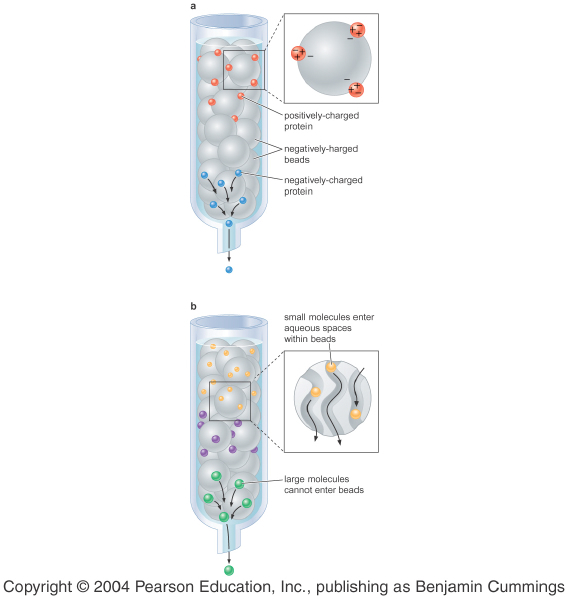 a
positively-charged
protein
negatively-harged
beads
negatively-charged
protein
b
small molecules enter
aqueous spaces
within beads
large molecules
cannot enter beads
Copyright © 2004 Pearson Education, Inc., publishing as Benjamin Cummings